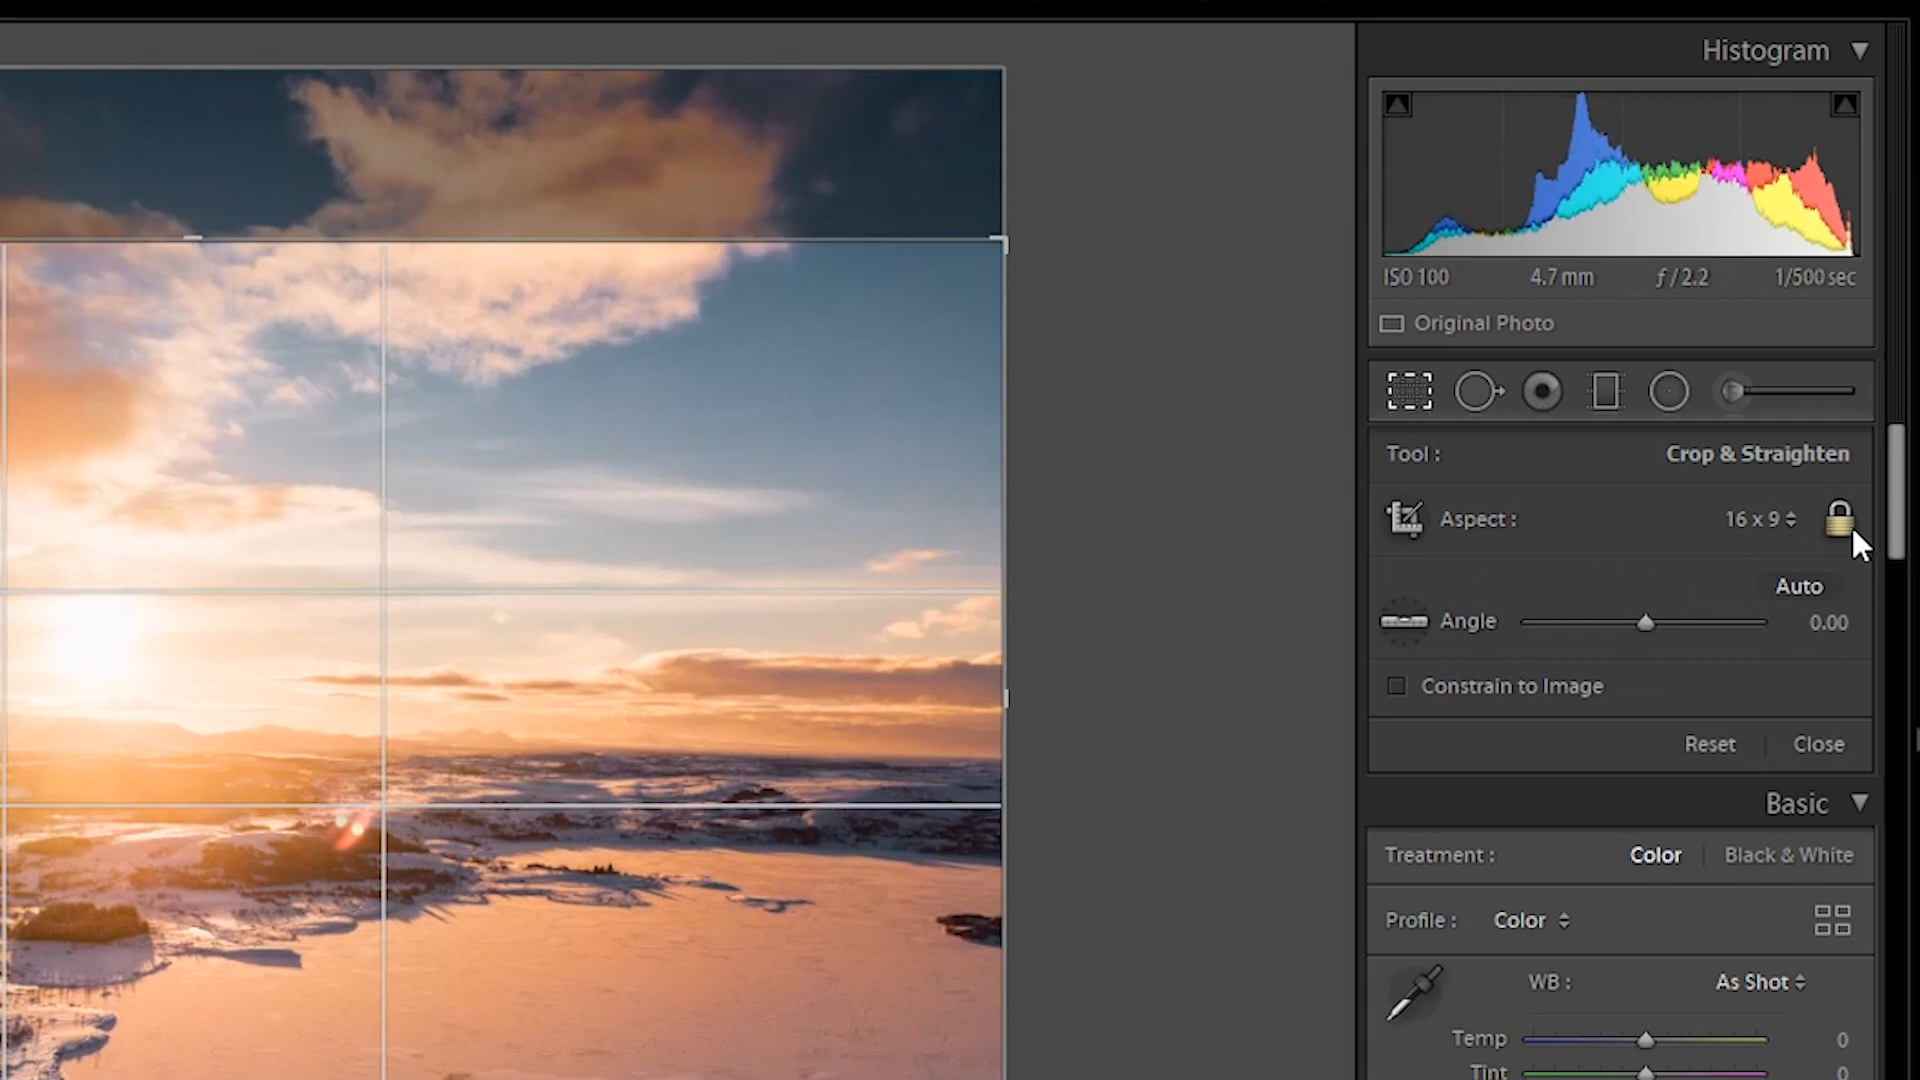 Histogram
ISO 100 4.7 mm ƒ / 2.2 1/500 sec
Original Photo
Tool : Crop & Straighten
Aspect : 16 x 9
Auto
Angle 0.00
Constrain to Image
Reset Close
Basic
Treatment : Color Black & White
Profile : Color
WB : As Shot
Temp 0
Tint 0